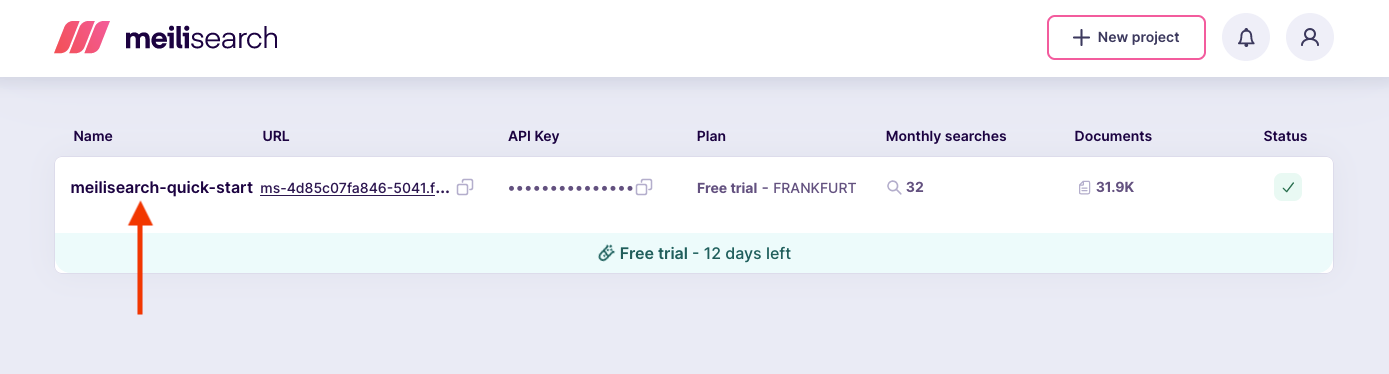 meilisearch
New project
Name URL API Key Plan Monthly searches Documents Status
meilisearch-quick-start ms-4d85c07fa846-5041.f... ••••••••••••••• Free trial - FRANKFURT 32 31.9K
Free trial - 12 days left